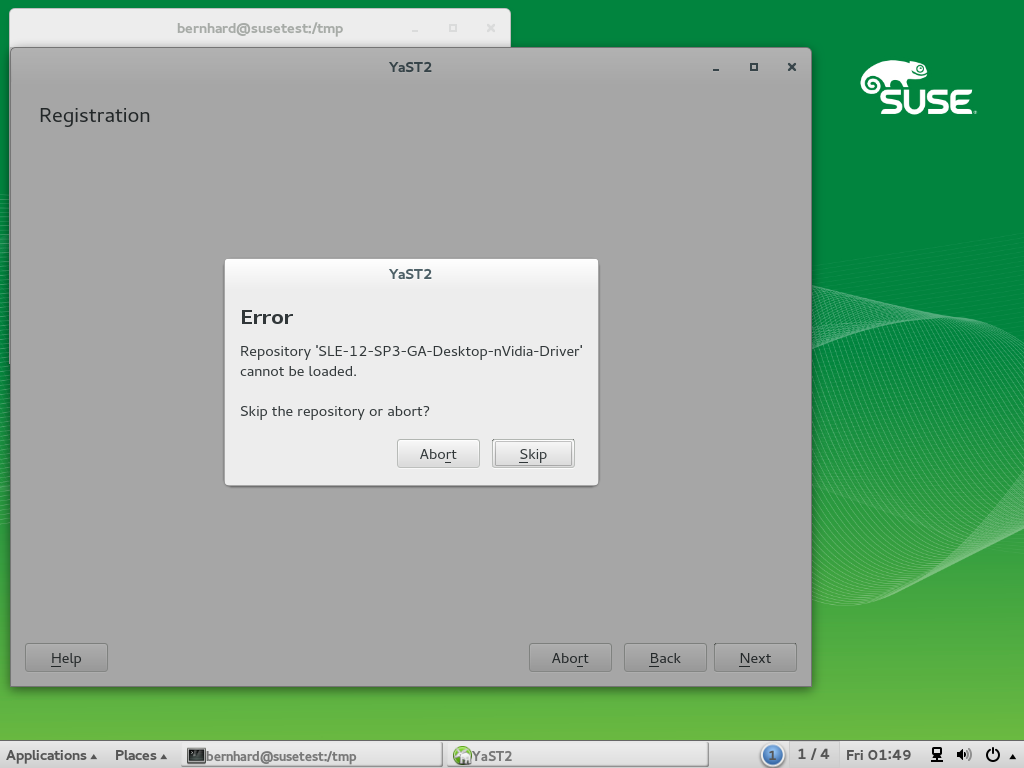 bernhard@susetest:/tmp
YaST2
Registration
SUSE
YaST2
Error
Repository 'SLE-12-SP3-GA-Desktop-nVidia-Driver'
cannot be loaded.
Skip the repository or abort?
Abort
Skip
Help
Abort
Back
Next
Applications
Places
bernhard@susetest:/tmp
YaST2
1
1 / 4
Fri 01:49